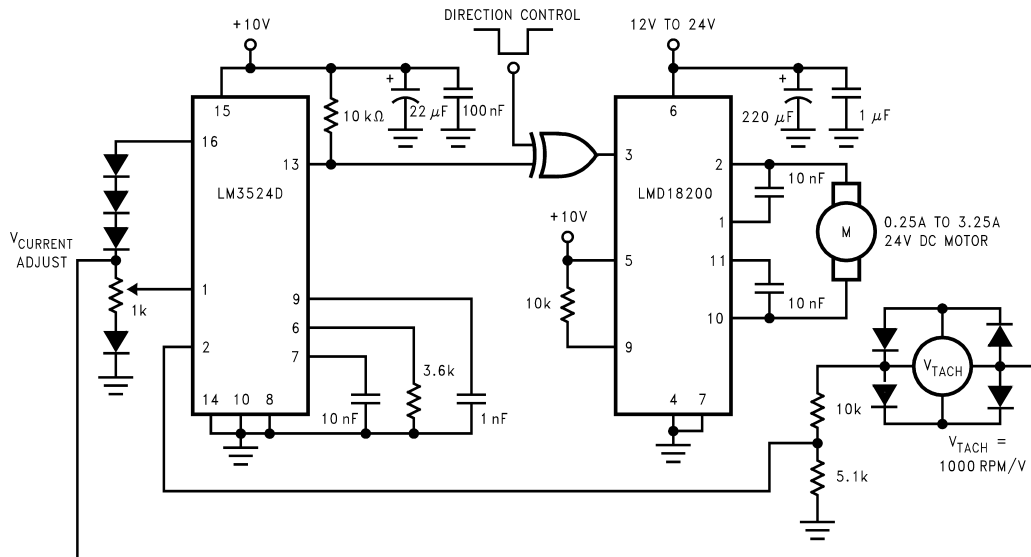 DIRECTION CONTROL
+10V
12V TO 24V
15
+
22 μF
100 nF
10 kΩ
6
+
220 μF
1 μF
16
13
LM3524D
3
LMD18200
2
10 nF
1
+10V
V_CURRENT
ADJUST
M
0.25A TO 3.25A
24V DC MOTOR
1
1k
5
11
10k
9
10 nF
10
6
2
7
9
3.6k
V_TACH
14
10
8
10 nF
1 nF
4
7
10k
V_TACH =
1000 RPM/V
5.1k